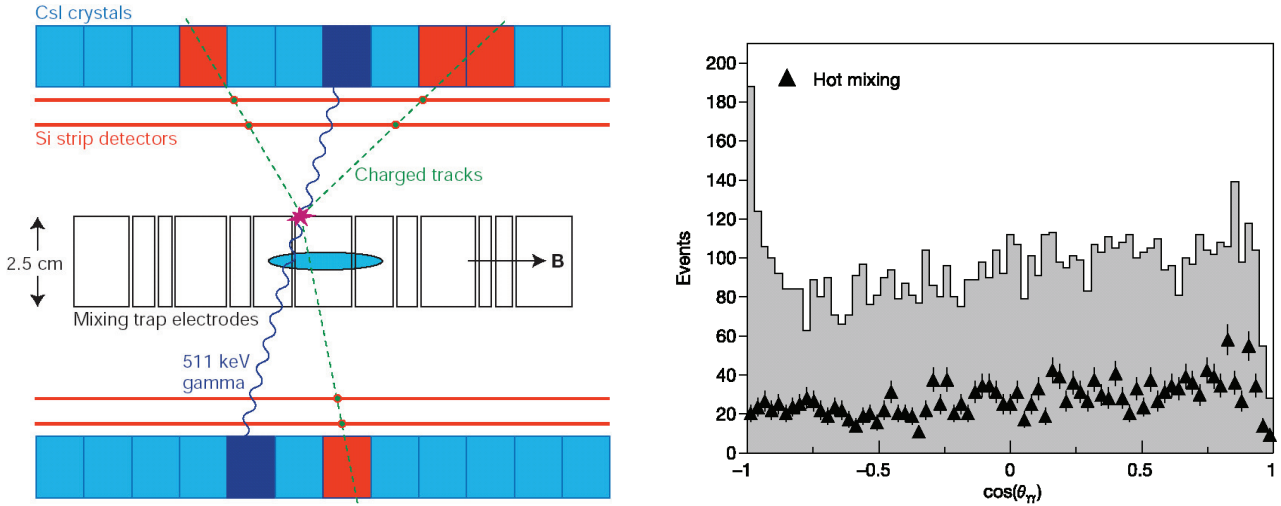 CsI crystals
Si strip detectors
Charged tracks
2.5 cm
B
Mixing trap electrodes
511 keV
gamma
Hot mixing
Events
200
180
160
140
120
100
80
60
40
20
0
−1
−0.5
0
0.5
1
cos(θγγ)